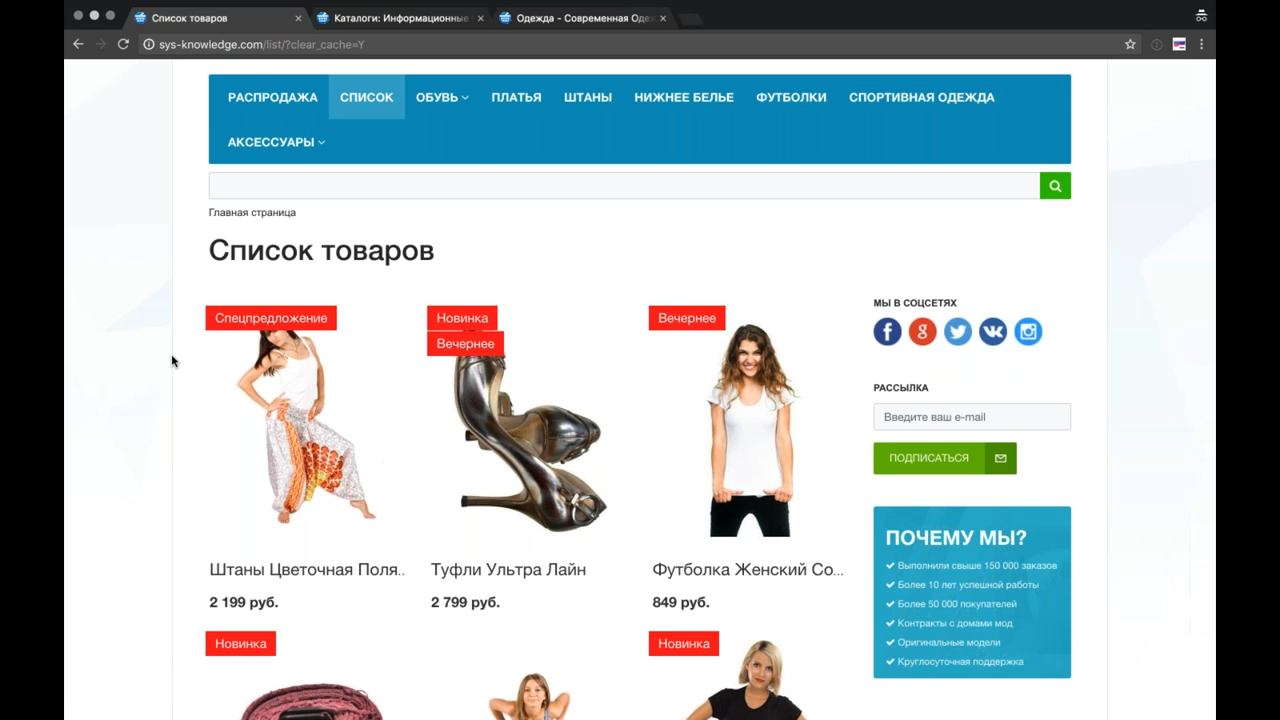 Список товаров
Каталоги: Информационные
Одежда - Современная Одеж
sys-knowledge.com/list/?clear_cache=Y
РАСПРОДАЖА СПИСОК ОБУВЬ ПЛАТЬЯ ШТАНЫ НИЖНЕЕ БЕЛЬЕ ФУТБОЛКИ СПОРТИВНАЯ ОДЕЖДА
АКСЕССУАРЫ
Главная страница
Список товаров
Спецпредложение
Новинка
Вечернее
Вечернее
Штаны Цветочная Поля..
Туфли Ультра Лайн
Футболка Женский Со...
2 199 руб.
2 799 руб.
849 руб.
Новинка
Новинка
МЫ В СОЦСЕТЯХ
РАССЫЛКА
Введите ваш e-mail
ПОДПИСАТЬСЯ
ПОЧЕМУ МЫ?
Выполнили свыше 150 000 заказов
Более 10 лет успешной работы
Более 50 000 покупателей
Контракты с домами мод
Оригинальные модели
Круглосуточная поддержка